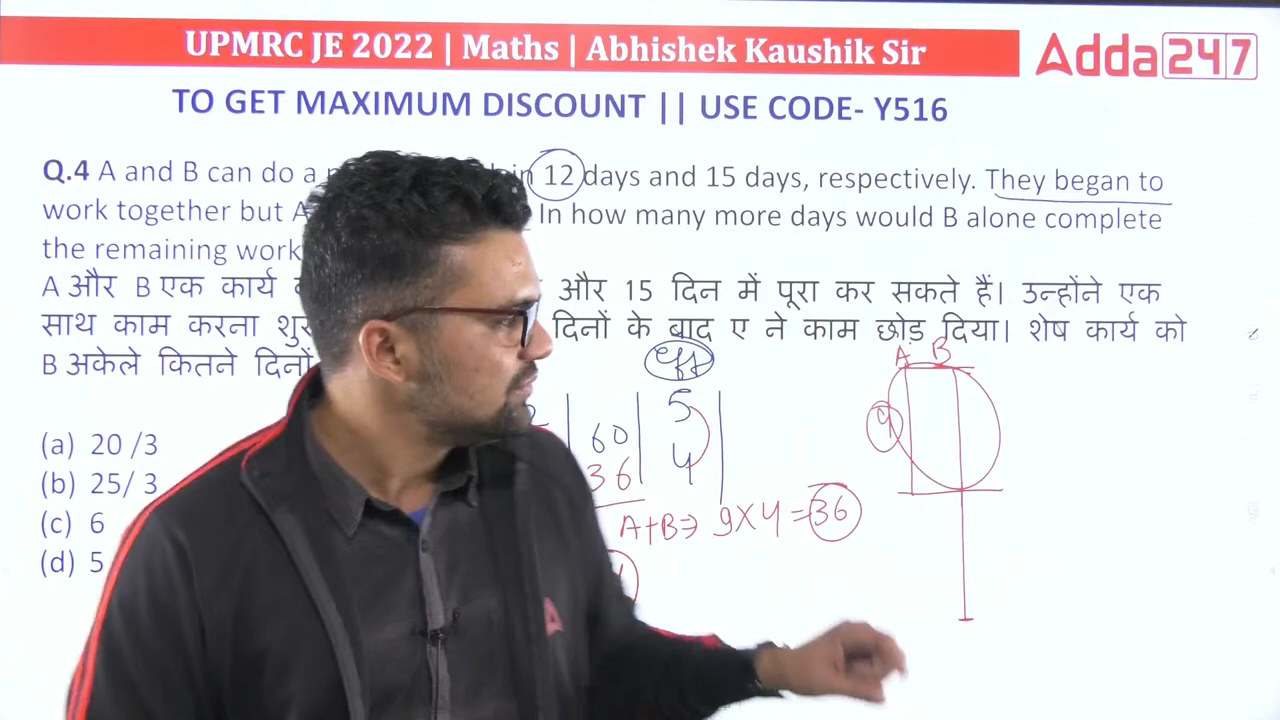 UPMRC JE 2022 | Maths | Abhishek Kaushik Sir
Adda247
TO GET MAXIMUM DISCOUNT || USE CODE- Y516
Q.4 A and B can do a in 12 days and 15 days, respectively. They began to
work together but A In how many more days would B alone complete
the remaining work
A और B एक कार्य और 15 दिन में पूरा कर सकते हैं। उन्होंने एक
साथ काम करना दिनों के बाद ए ने काम छोड़ दिया। शेष कार्य को
B अकेले कितने दिनों
eff
A B
(a) 20 /3
(b) 25/ 3
(c) 6
(d) 5
60
5
4
36
A+B⇒ 9X4=36